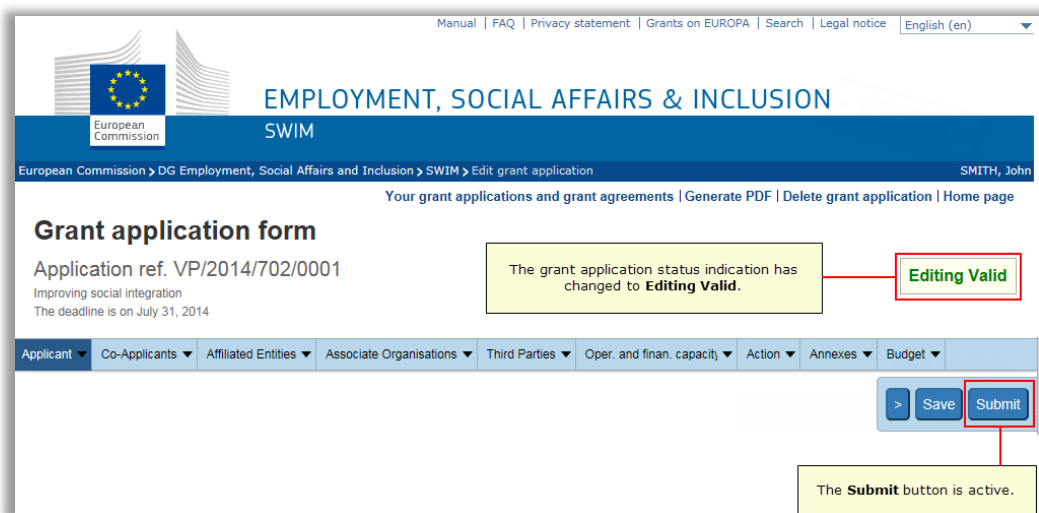 Manual | FAQ | Privacy statement | Grants on EUROPA | Search | Legal notice English (en)
EMPLOYMENT, SOCIAL AFFAIRS & INCLUSION
European
Commission
SWIM
European Commission > DG Employment, Social Affairs and Inclusion > SWIM > Edit grant application SMITH, John
Your grant applications and grant agreements | Generate PDF | Delete grant application | Home page
Grant application form
Application ref. VP/2014/702/0001
Improving social integration
The deadline is on July 31, 2014
The grant application status indication has
changed to Editing Valid.
Editing Valid
Applicant Co-Applicants Affiliated Entities Associate Organisations Third Parties Oper. and finan. capacity Action Annexes Budget
> Save Submit
The Submit button is active.